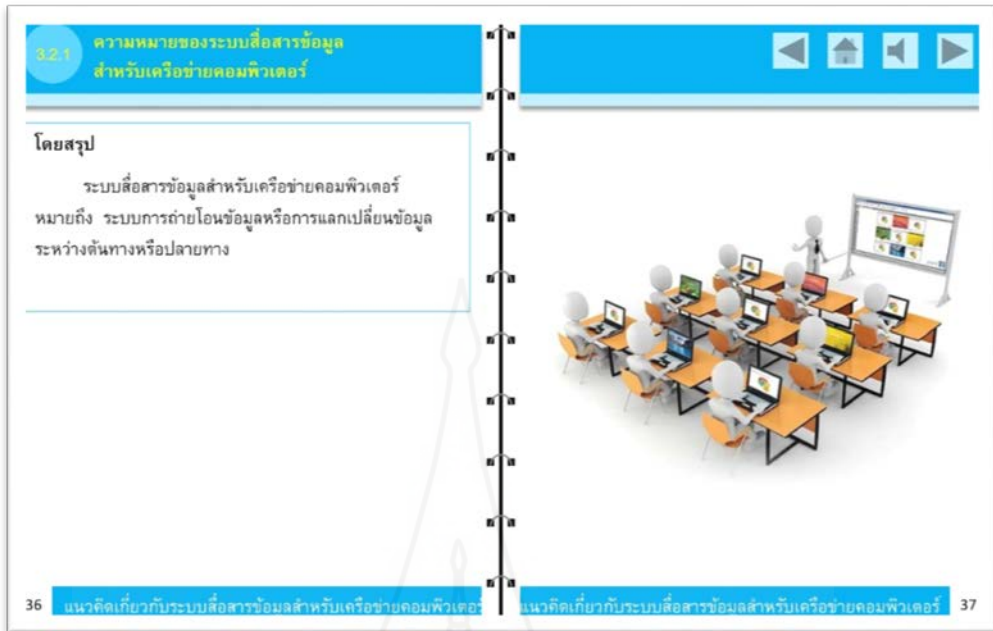 3.2.1
ความหมายของระบบสื่อสารข้อมูล
สำหรับเครือข่ายคอมพิวเตอร์
โดยสรุป
ระบบสื่อสารข้อมูลสำหรับเครือข่ายคอมพิวเตอร์
หมายถึง ระบบการถ่ายโอนข้อมูลหรือการแลกเปลี่ยนข้อมูล
ระหว่างต้นทางหรือปลายทาง
36 แนวคิดเกี่ยวกับระบบสื่อสารข้อมูลสำหรับเครือข่ายคอมพิวเตอร์
แนวคิดเกี่ยวกับระบบสื่อสารข้อมูลสำหรับเครือข่ายคอมพิวเตอร์ 37